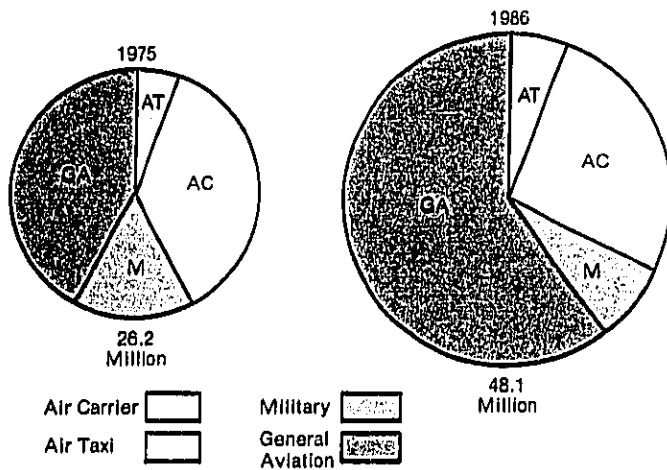 1975
AT
GA
AC
M
26.2
Million
1986
AT
AC
GA
M
48.1
Million
Air Carrier
Military
Air Taxi
General
Aviation